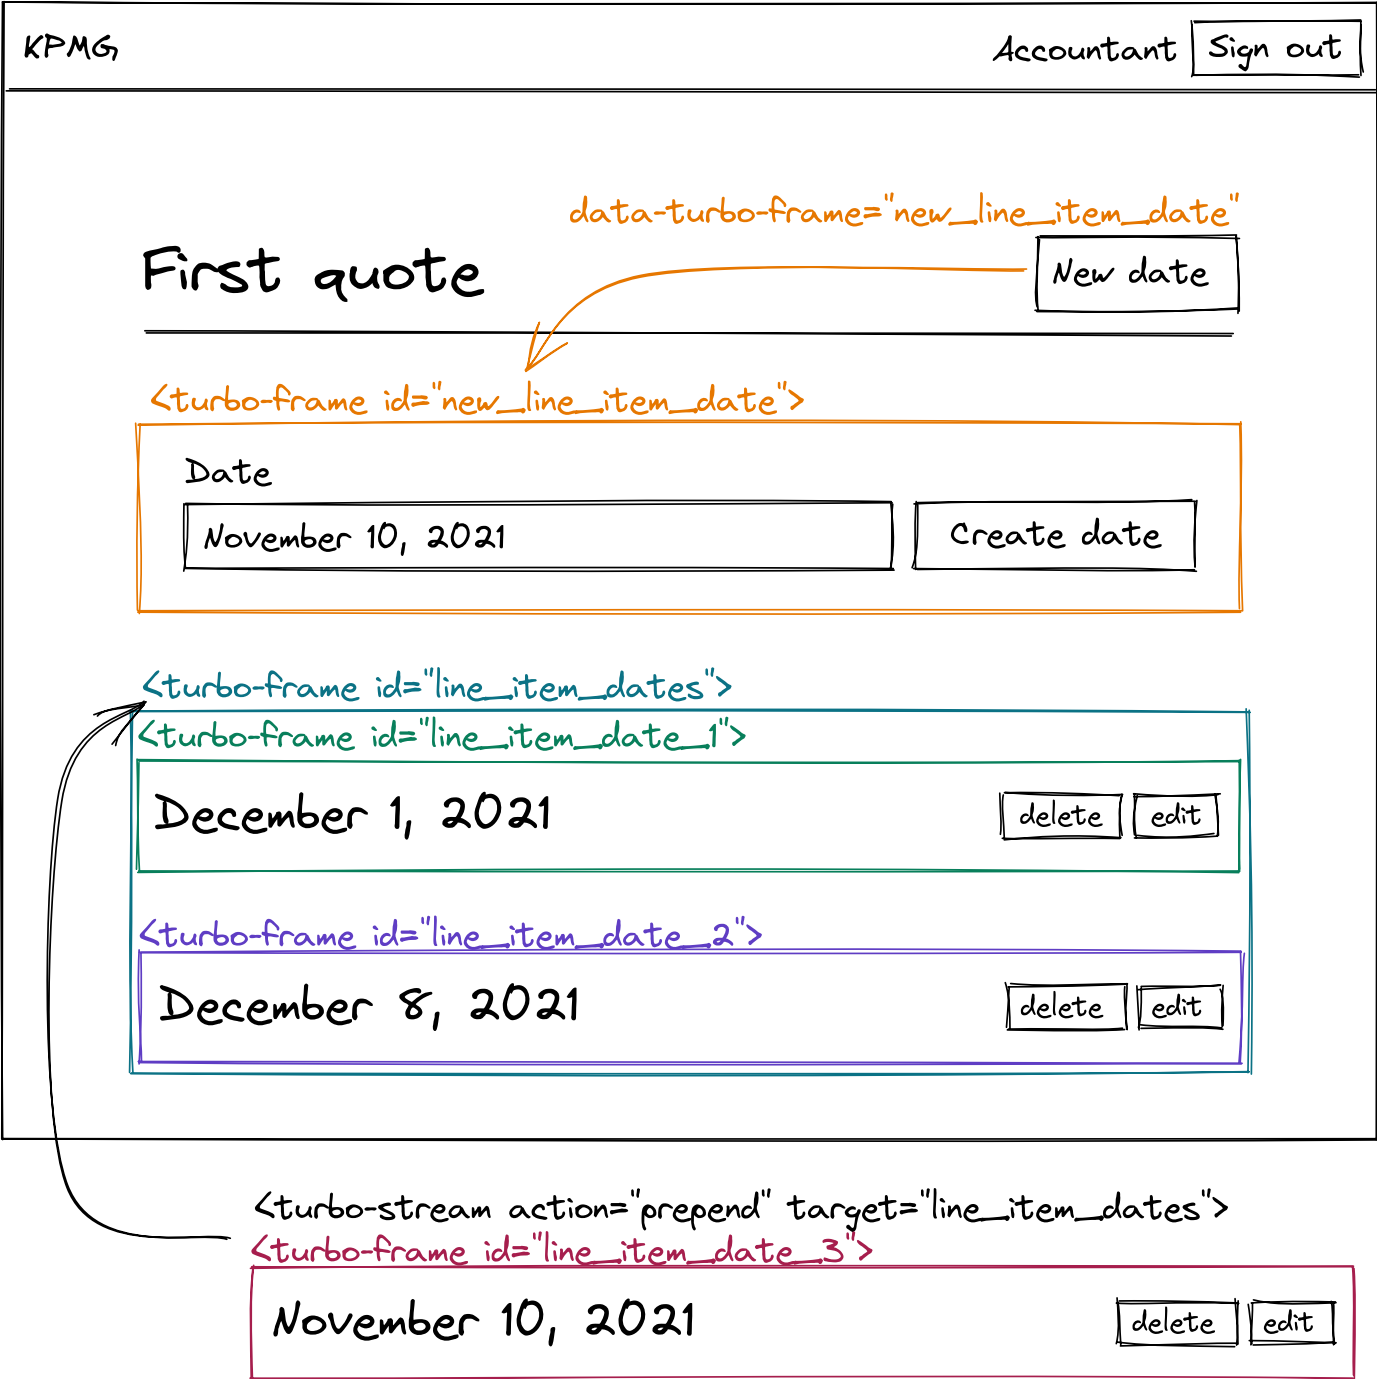 KPMG
Accountant
Sign out
data-turbo-frame="new_line_item_date"
First quote
New date
<turbo-frame id="new_line_item_date">
Date
November 10, 2021
Create date
<turbo-frame id="line_item_dates">
<turbo-frame id="line_item_date_1">
December 1, 2021
delete
edit
<turbo-frame id="line_item_date_2">
December 8, 2021
delete
edit
<turbo-stream action="prepend" target="line_item_dates">
<turbo-frame id="line_item_date_3">
November 10, 2021
delete
edit